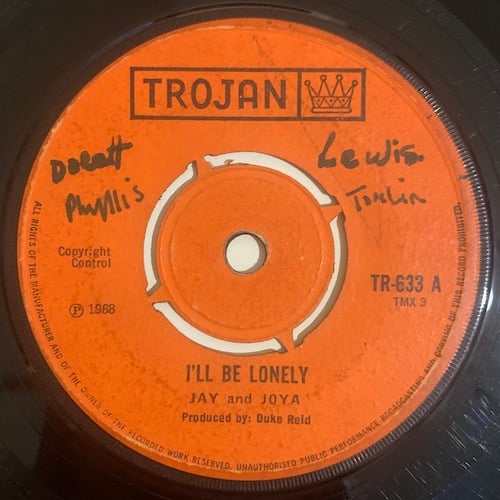 TROJAN
Phyllis
Lewis
Tomlin
Copyright
Control
Ⓟ 1968
TR-633 A
TMX 3
I'LL BE LONELY
JAY and JOYA
Produced by: Duke Reid
ALL RIGHTS OF THE MANUFACTURER AND OF THE OWNER OF THE RECORDED WORK RESERVED. UNAUTHORISED PUBLIC PERFORMANCE BROADCASTING AND COPYING OF THIS RECORD PROHIBITED.